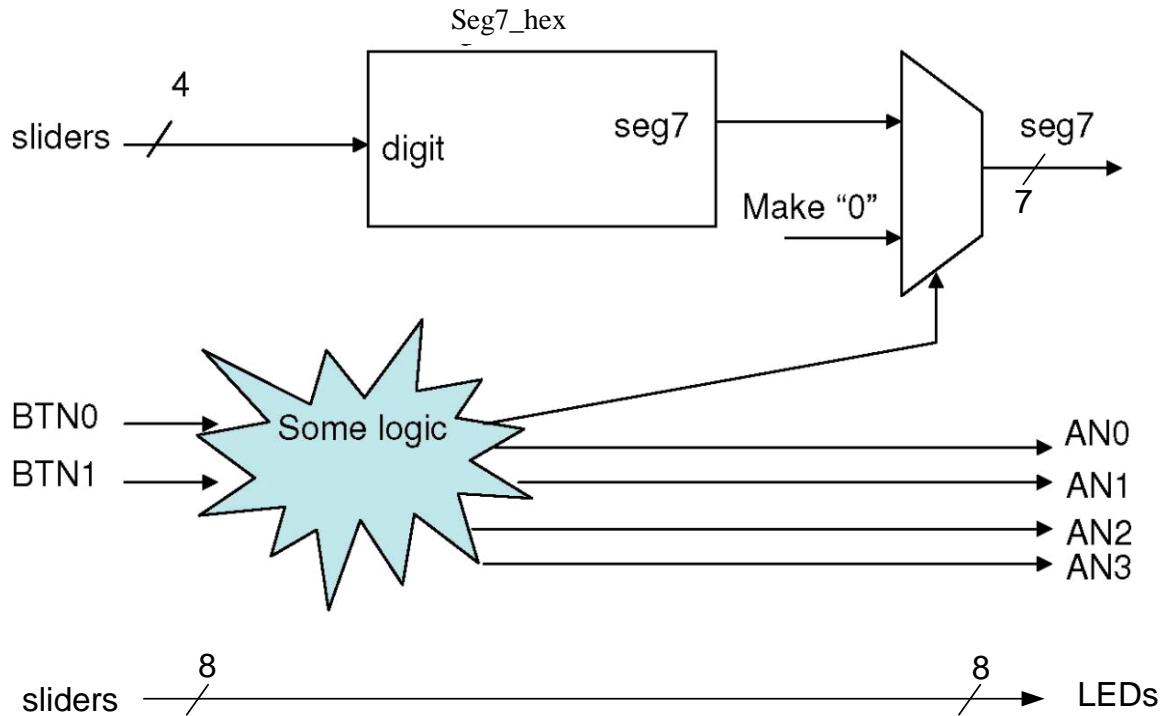 Seg7_hex
4
sliders
digit
seg7
seg7
7
Make “0”
BTN0
BTN1
Some logic
AN0
AN1
AN2
AN3
sliders
8
8
LEDs